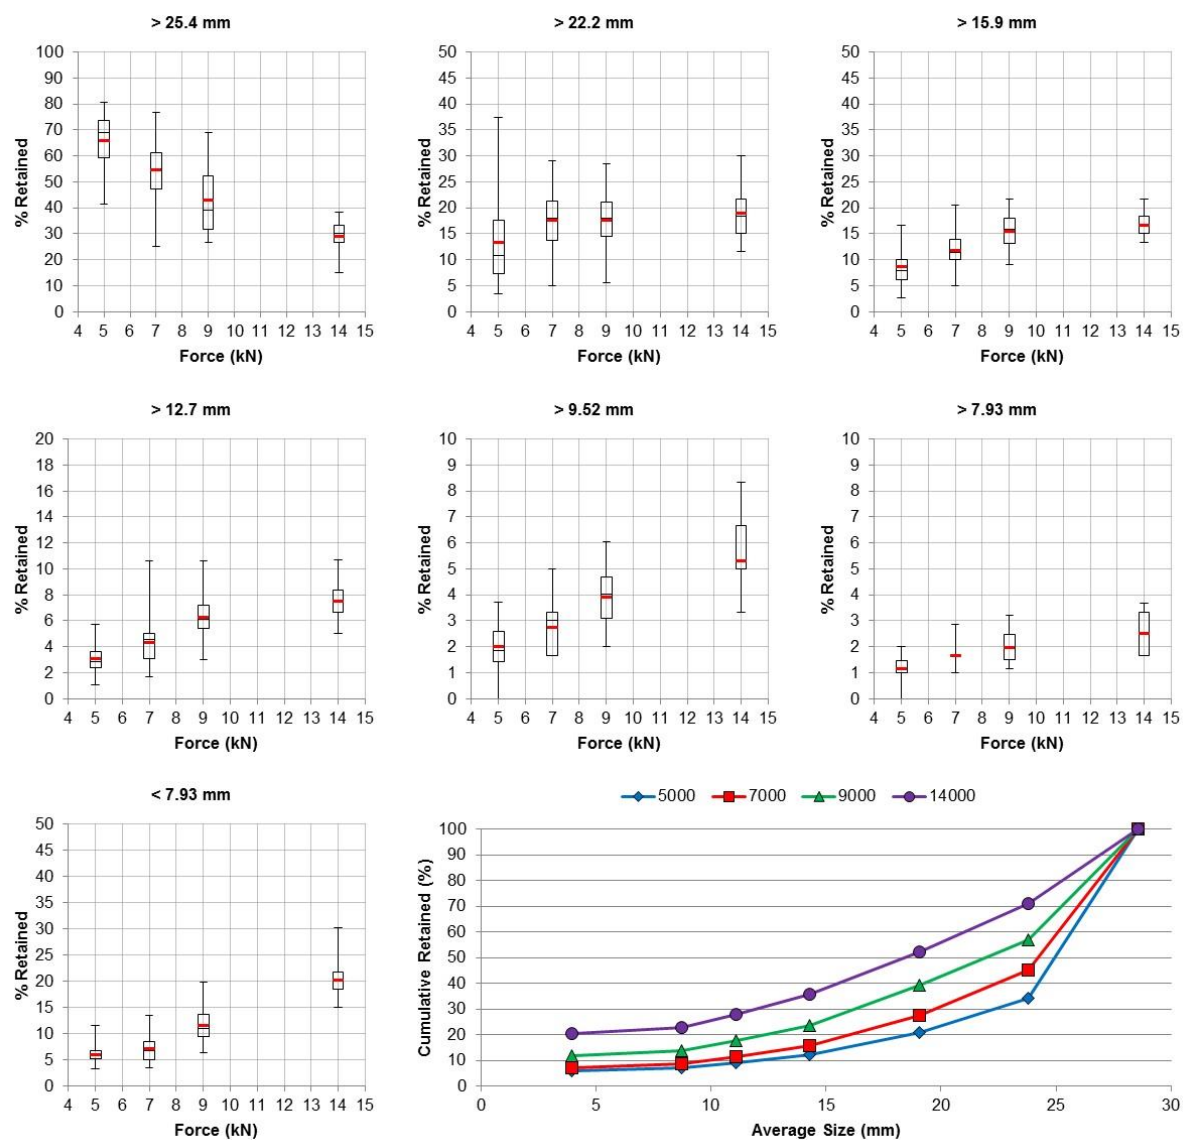 > 25.4 mm
100
90
80
70
60
50
40
30
20
10
0
% Retained
4 5 6 7 8 9 10 11 12 13 14 15
Force (kN)
> 22.2 mm
50
45
40
35
30
25
20
15
10
5
0
% Retained
4 5 6 7 8 9 10 11 12 13 14 15
Force (kN)
> 15.9 mm
50
45
40
35
30
25
20
15
10
5
0
% Retained
4 5 6 7 8 9 10 11 12 13 14 15
Force (kN)
> 12.7 mm
20
18
16
14
12
10
8
6
4
2
0
% Retained
4 5 6 7 8 9 10 11 12 13 14 15
Force (kN)
> 9.52 mm
10
9
8
7
6
5
4
3
2
1
0
% Retained
4 5 6 7 8 9 10 11 12 13 14 15
Force (kN)
> 7.93 mm
10
9
8
7
6
5
4
3
2
1
0
% Retained
4 5 6 7 8 9 10 11 12 13 14 15
Force (kN)
< 7.93 mm
50
45
40
35
30
25
20
15
10
5
0
% Retained
4 5 6 7 8 9 10 11 12 13 14 15
Force (kN)
5000 7000 9000 14000
100
90
80
70
60
50
40
30
20
10
0
Cumulative Retained (%)
0 5 10 15 20 25 30
Average Size (mm)